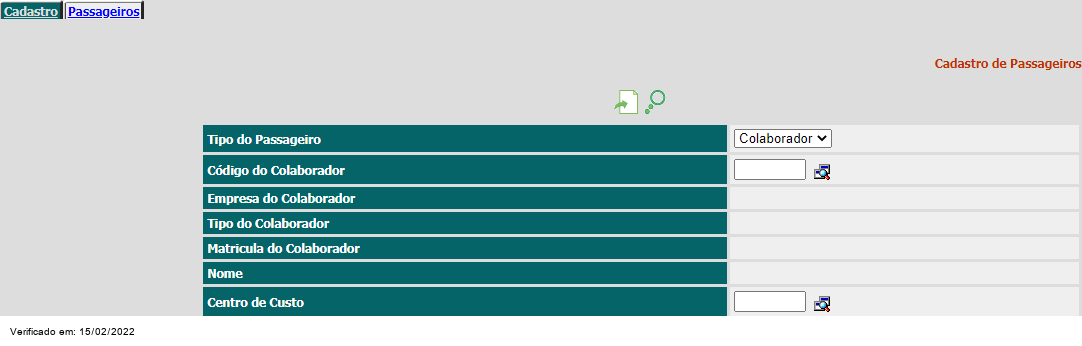 Cadastro Passageiros
Cadastro de Passageiros
Tipo do Passageiro Colaborador
Código do Colaborador
Empresa do Colaborador
Tipo do Colaborador
Matricula do Colaborador
Nome
Centro de Custo
Verificado em: 15/02/2022